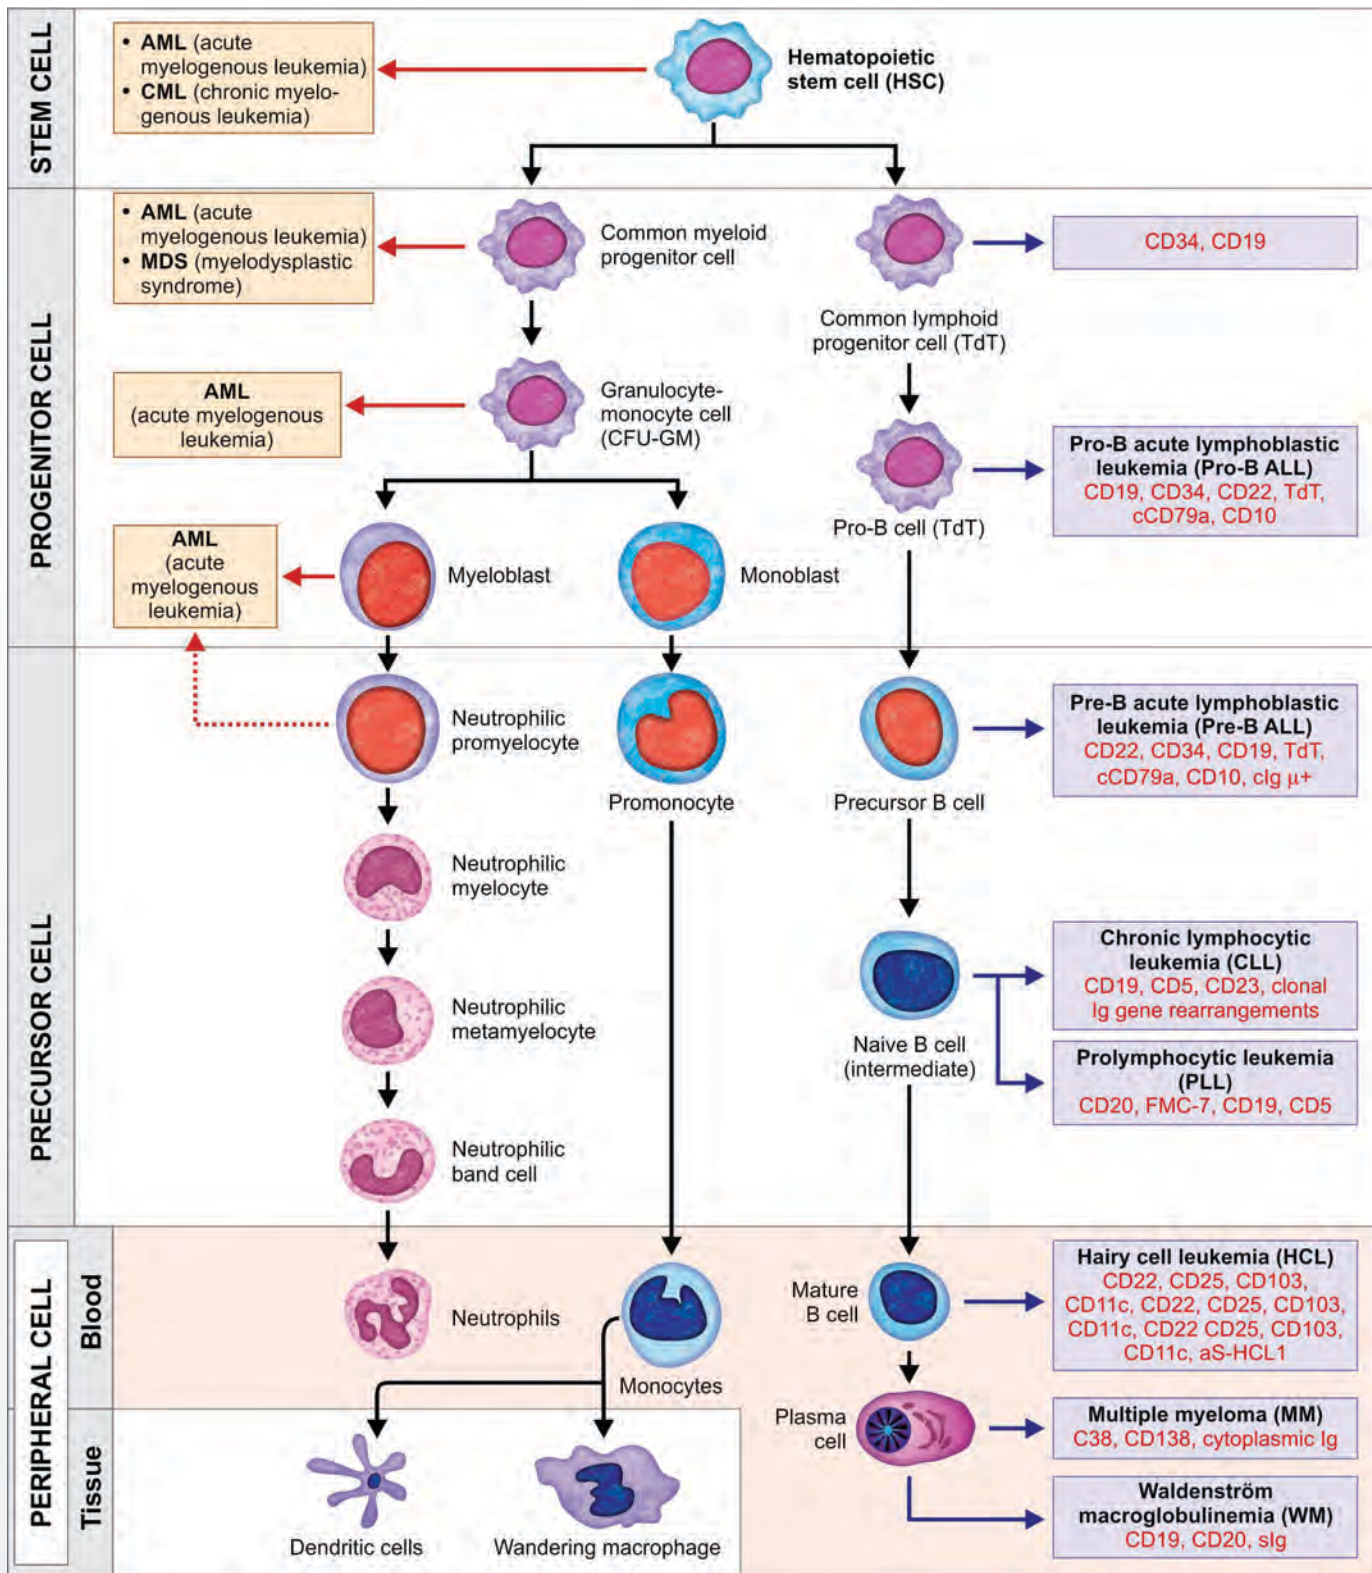 STEM CELL
• AML (acute
myelogenous leukemia)
• CML (chronic myelo-
genous leukemia)
Hematopoietic
stem cell (HSC)
PROGENITOR CELL
• AML (acute
myelogenous leukemia)
• MDS (myelodysplastic
syndrome)
Common myeloid
progenitor cell
CD34, CD19
Common lymphoid
progenitor cell (TdT)
AML
(acute myelogenous
leukemia)
Granulocyte-
monocyte cell
(CFU-GM)
Pro-B acute lymphoblastic
leukemia (Pro-B ALL)
CD19, CD34, CD22, TdT,
cCD79a, CD10
Pro-B cell (TdT)
AML
(acute
myelogenous
leukemia)
Myeloblast
Monoblast
PRECURSOR CELL
Neutrophilic
promyelocyte
Promonocyte
Precursor B cell
Pre-B acute lymphoblastic
leukemia (Pre-B ALL)
CD22, CD34, CD19, TdT,
cCD79a, CD10, cIg μ+
Neutrophilic
myelocyte
Chronic lymphocytic
leukemia (CLL)
CD19, CD5, CD23, clonal
Ig gene rearrangements
Neutrophilic
metamyelocyte
Naive B cell
(intermediate)
Prolymphocytic leukemia
(PLL)
CD20, FMC-7, CD19, CD5
Neutrophilic
band cell
PERIPHERAL CELL
Blood
Neutrophils
Monocytes
Mature
B cell
Hairy cell leukemia (HCL)
CD22, CD25, CD103,
CD11c, CD22, CD25, CD103,
CD11c, CD22 CD25, CD103,
CD11c, aS-HCL1
Plasma
cell
Multiple myeloma (MM)
C38, CD138, cytoplasmic Ig
Tissue
Dendritic cells
Wandering macrophage
Waldenström
macroglobulinemia (WM)
CD19, CD20, sIg